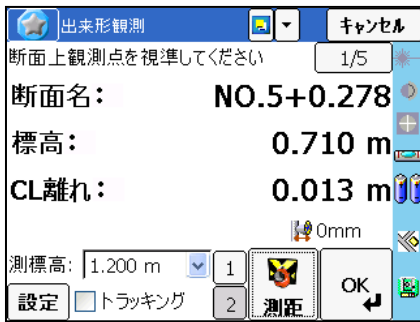 出来形観測 キャンセル
断面上観測点を視準してください 1/5
断面名: NO.5+0.278
標高: 0.710 m
CL離れ: 0.013 m
0mm
測標高: 1.200 m 1
設定 トラッキング 2 測距 OK